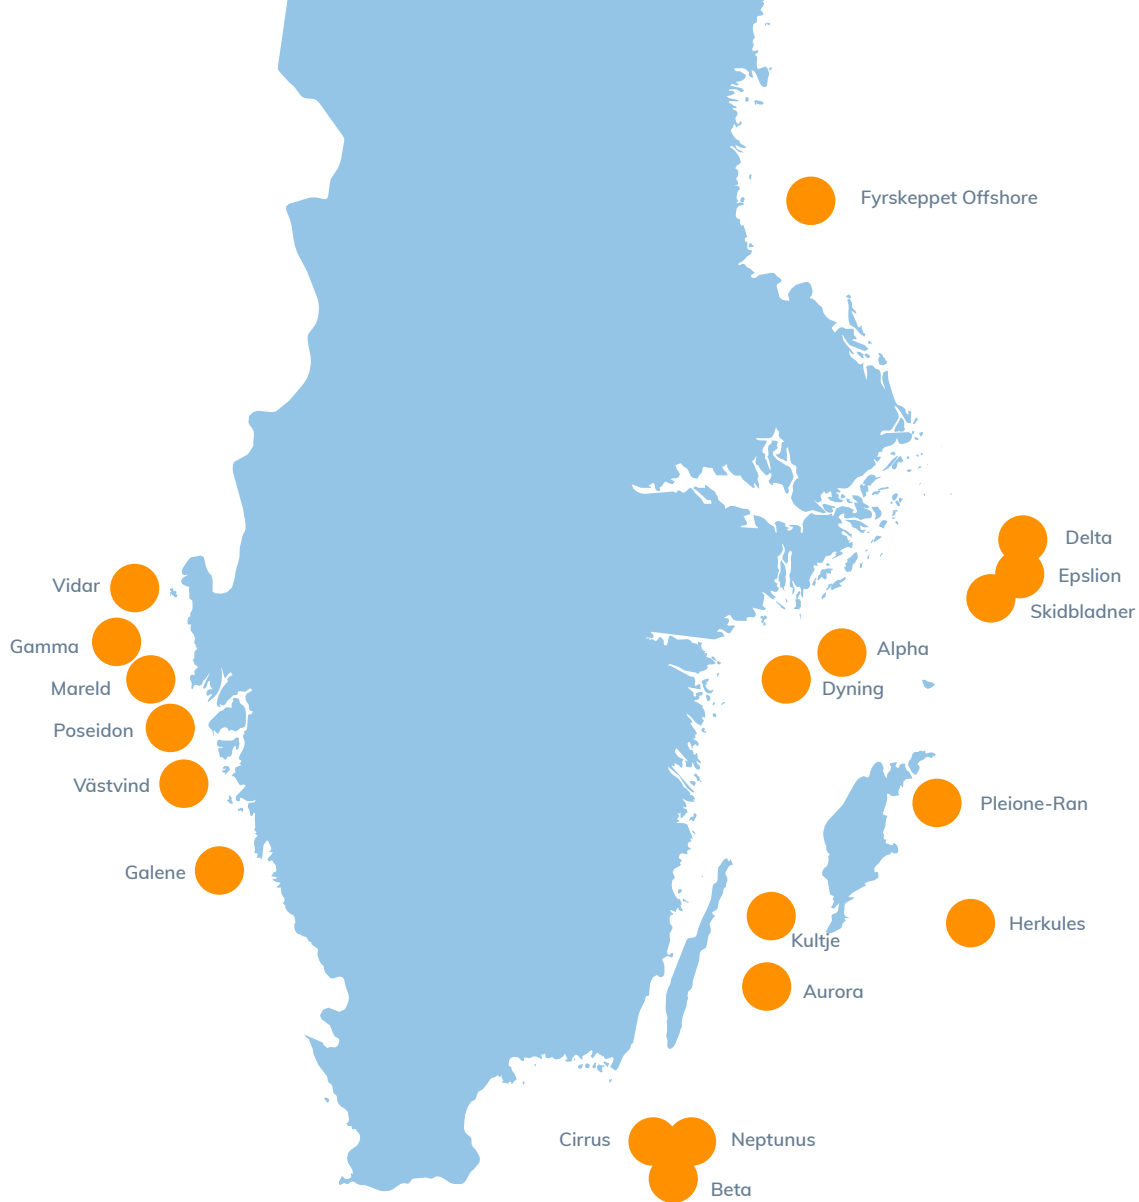 Fyrskeppet Offshore
Delta
Epslion
Skidbladner
Vidar
Gamma
Mareld
Poseidon
Västvind
Galene
Alpha
Dyning
Pleione-Ran
Herkules
Kultje
Aurora
Cirrus
Neptunus
Beta